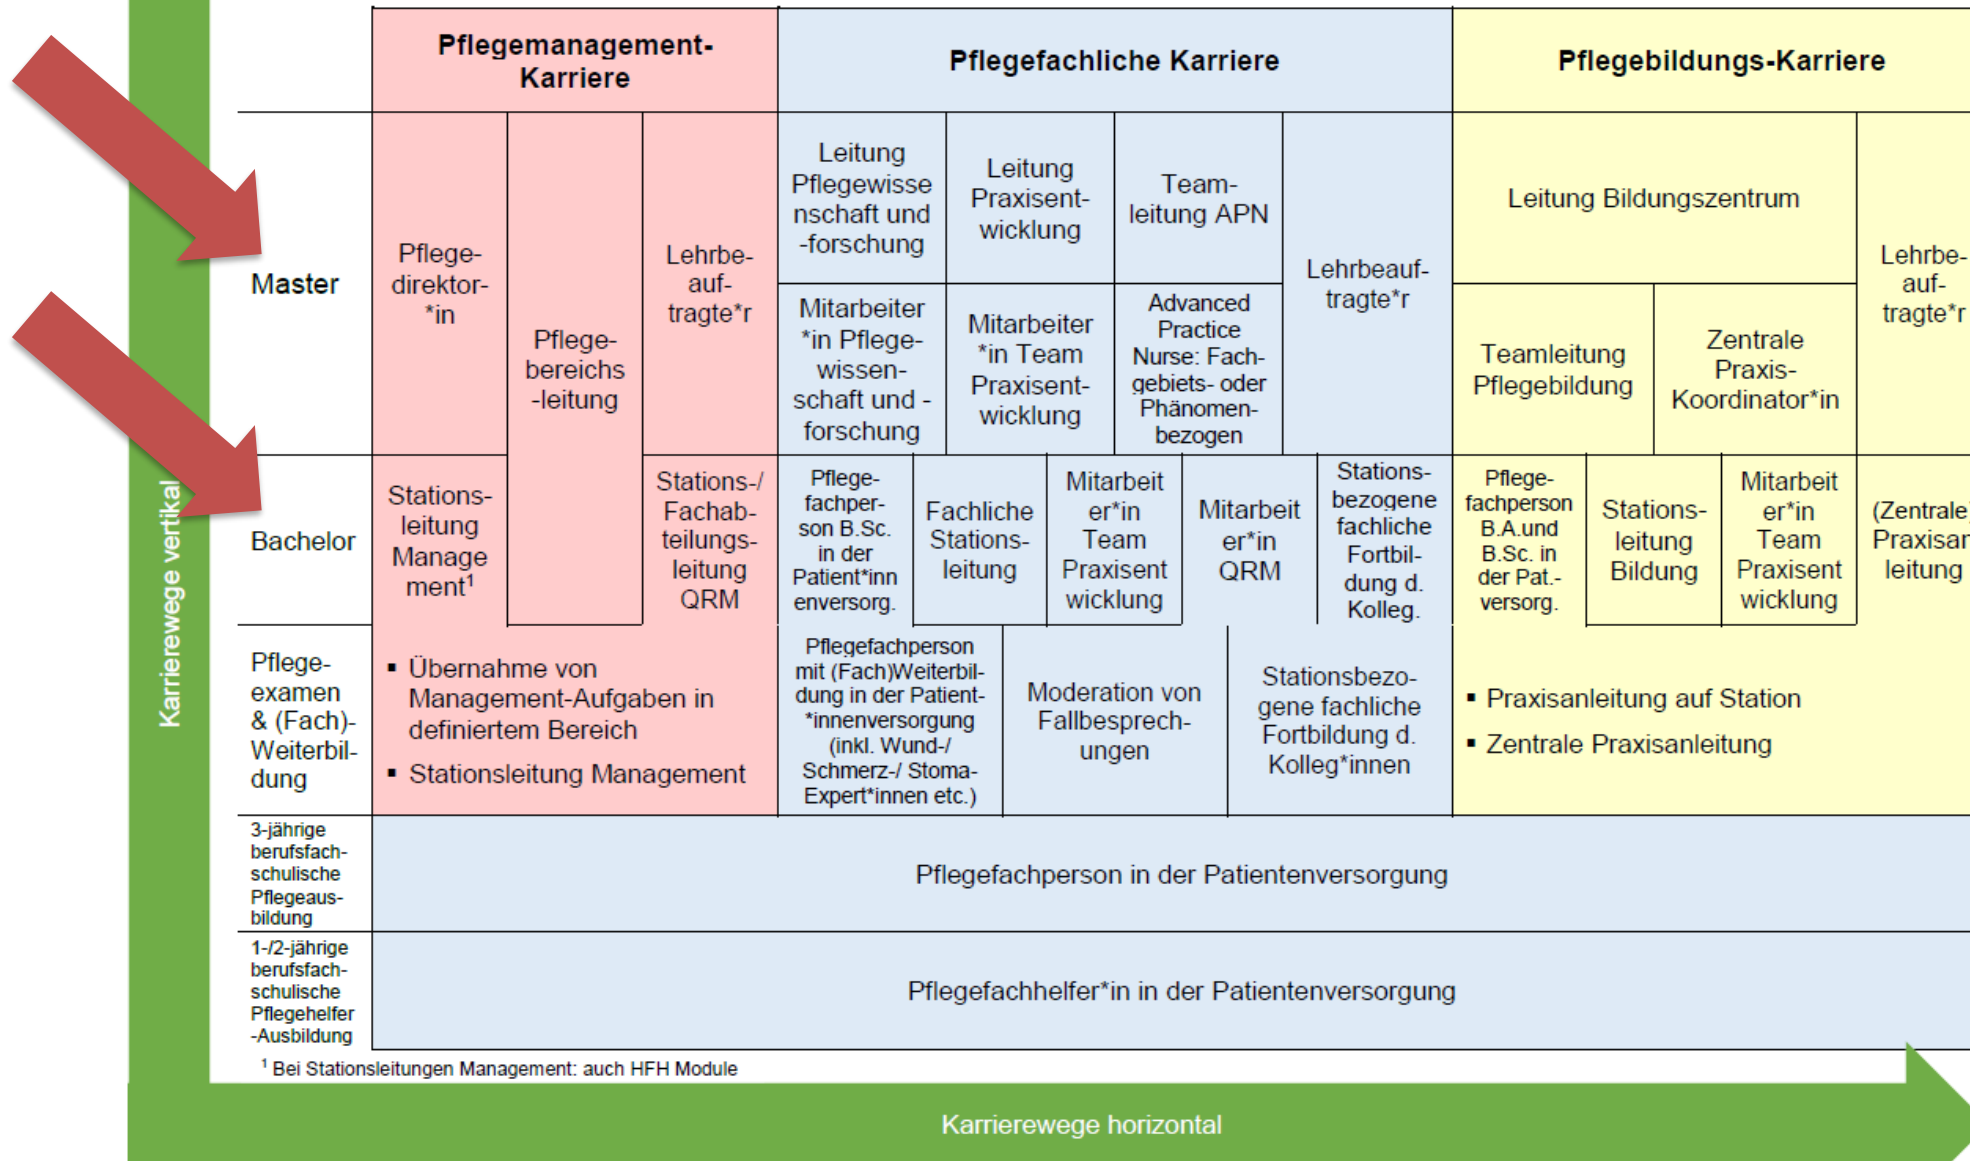 Pflegemanagement-
Karriere
Pflegefachliche Karriere
Pflegebildungs-Karriere
Master
Pflege-
direktor-
*in
Pflege-
bereichs
-leitung
Lehrbe-
auf-
tragte*r
Leitung
Pflegewisse
nschaft und
-forschung
Leitung
Praxisent-
wicklung
Team-
leitung APN
Mitarbeiter
*in Pflege-
wissen-
schaft und -
forschung
Mitarbeiter
*in Team
Praxisent-
wicklung
Advanced
Practice
Nurse: Fach-
gebiets- oder
Phänomen-
bezogen
Lehrbeauf-
tragte*r
Leitung Bildungszentrum
Teamleitung
Pflegebildung
Zentrale
Praxis-
Koordinator*in
Lehrbe-
auf-
tragte*r
Bachelor
Stations-
leitung
Manage
ment¹
Stations-/
Fachab-
teilungs-
leitung
QRM
Pflege-
fachper-
son B.Sc.
in der
Patient*inn
enversorg.
Fachliche
Stations-
leitung
Mitarbeit
er*in
Team
Praxisent
wicklung
Mitarbeit
er*in
QRM
Stations-
bezogene
fachliche
Fortbil-
dung d.
Kolleg.
Pflege-
fachperson
B.A.und
B.Sc. in
der Pat.-
versorg.
Stations-
leitung
Bildung
Mitarbeit
er*in
Team
Praxisent
wicklung
(Zentrale)
Praxisan
leitung
Pflege-
examen
& (Fach)-
Weiterbil-
dung
▪ Übernahme von
Management-Aufgaben in
definiertem Bereich
▪ Stationsleitung Management
Pflegefachperson
mit (Fach)Weiterbil-
dung in der Patient-
*innenversorgung
(inkl. Wund-/
Schmerz-/ Stoma-
Expert*innen etc.)
Moderation von
Fallbesprech-
ungen
Stationsbezo-
gene fachliche
Fortbildung d.
Kolleg*innen
▪ Praxisanleitung auf Station
▪ Zentrale Praxisanleitung
3-jährige
berufsfach-
schulische
Pflegeaus-
bildung
Pflegefachperson in der Patientenversorgung
1-/2-jährige
berufsfach-
schulische
Pflegehelfer
-Ausbildung
Pflegefachhelfer*in in der Patientenversorgung
¹ Bei Stationsleitungen Management: auch HFH Module
Karrierewege vertikal
Karrierewege horizontal